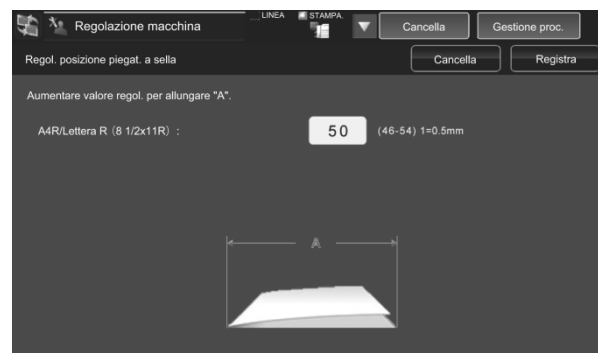 Regolazione macchina
LINEA
STAMPA.
Cancella
Gestione proc.
Regol. posizione piegat. a sella
Cancella
Registra
Aumentare valore regol. per allungare "A".
A4R/Lettera R (8 1/2x11R) :
50
(46-54) 1=0.5mm
A